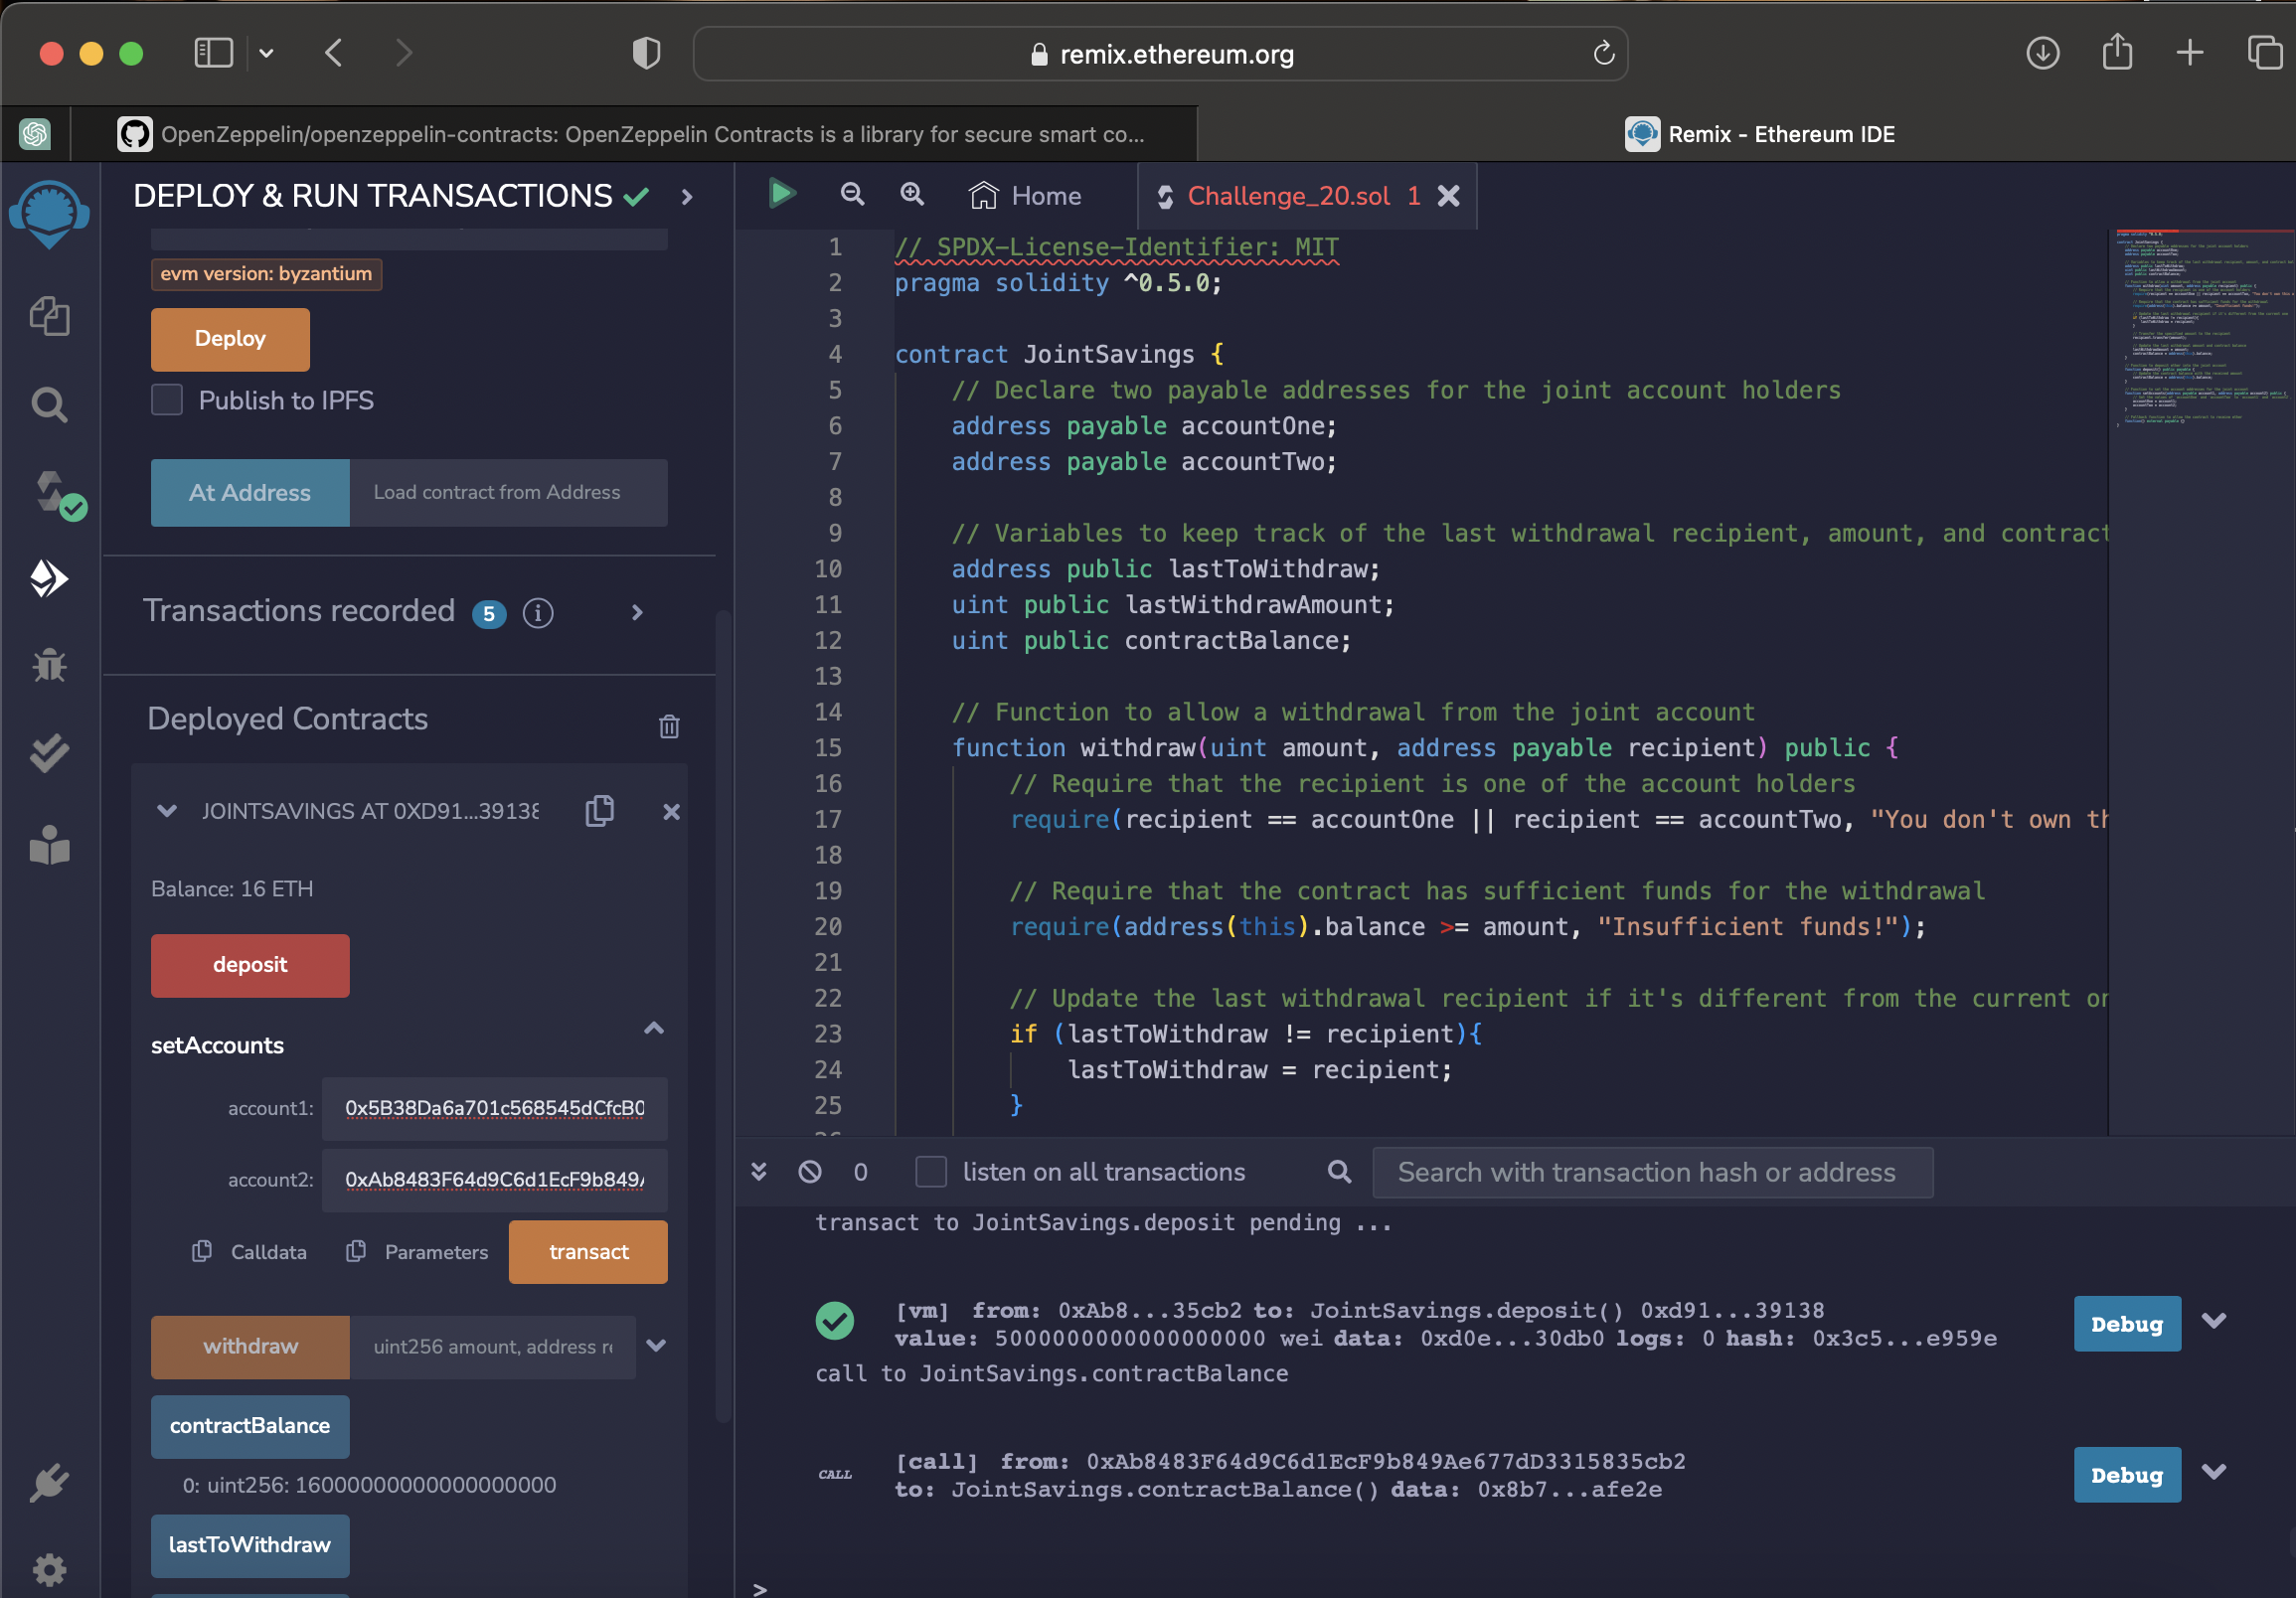 remix.ethereum.org
OpenZeppelin/openzeppelin-contracts: OpenZeppelin Contracts is a library for secure smart co...
Remix - Ethereum IDE
DEPLOY & RUN TRANSACTIONS
evm version: byzantium
Deploy
Publish to IPFS
At Address
Load contract from Address
Transactions recorded 5 i
Deployed Contracts
JOINTSAVINGS AT 0XD91...39138
Balance: 16 ETH
deposit
setAccounts
account1: 0x5B38Da6a701c568545dCfcB0
account2: 0xAb8483F64d9C6d1EcF9b849
Calldata
Parameters
transact
withdraw
uint256 amount, address re
contractBalance
0: uint256: 16000000000000000000
lastToWithdraw
Home
Challenge_20.sol 1
1 // SPDX-License-Identifier: MIT
2 pragma solidity ^0.5.0;
3
4 contract JointSavings {
5 // Declare two payable addresses for the joint account holders
6 address payable accountOne;
7 address payable accountTwo;
8
9 // Variables to keep track of the last withdrawal recipient, amount, and contract
10 address public lastToWithdraw;
11 uint public lastWithdrawAmount;
12 uint public contractBalance;
13
14 // Function to allow a withdrawal from the joint account
15 function withdraw(uint amount, address payable recipient) public {
16 // Require that the recipient is one of the account holders
17 require(recipient == accountOne || recipient == accountTwo, "You don't own th
18
19 // Require that the contract has sufficient funds for the withdrawal
20 require(address(this).balance >= amount, "Insufficient funds!");
21
22 // Update the last withdrawal recipient if it's different from the current on
23 if (lastToWithdraw != recipient){
24 lastToWithdraw = recipient;
25 }
0
listen on all transactions
Search with transaction hash or address
transact to JointSavings.deposit pending ...
[vm] from: 0xAb8...35cb2 to: JointSavings.deposit() 0xd91...39138
value: 5000000000000000000 wei data: 0xd0e...30db0 logs: 0 hash: 0x3c5...e959e
Debug
call to JointSavings.contractBalance
CALL
[call] from: 0xAb8483F64d9C6d1EcF9b849Ae677dD3315835cb2
to: JointSavings.contractBalance() data: 0x8b7...afe2e
Debug
>